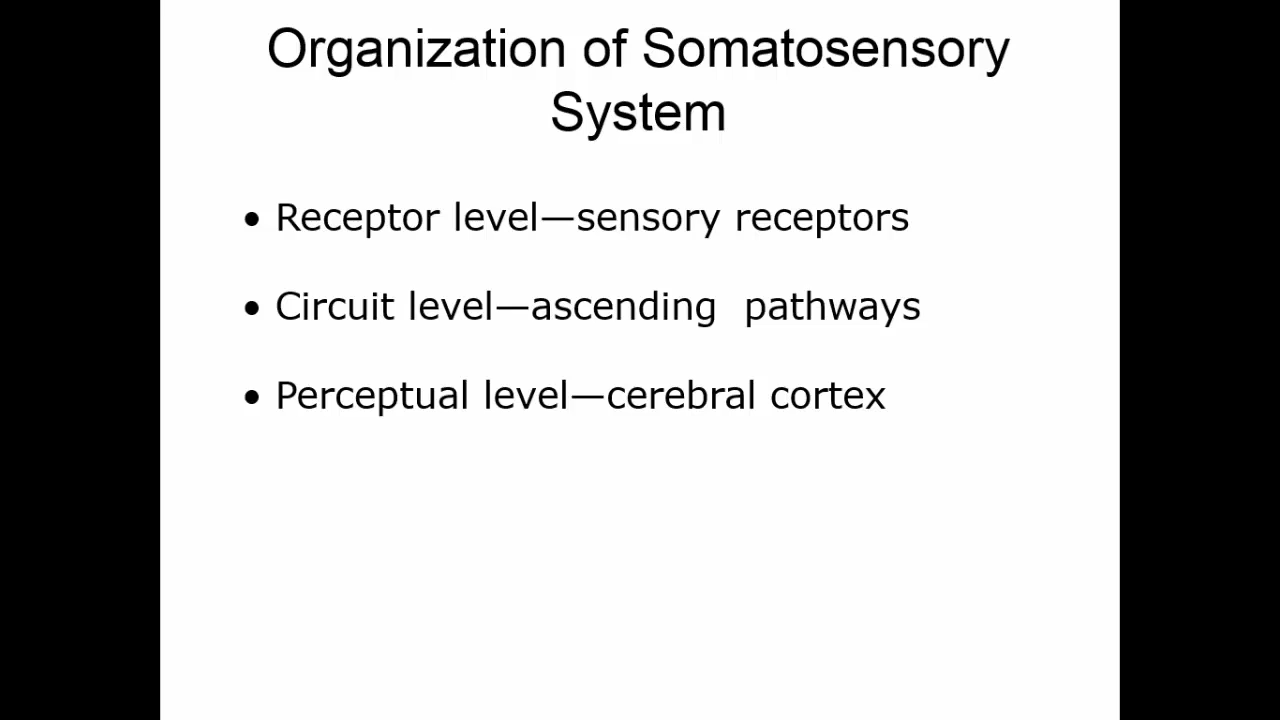 Organization of Somatosensory
System
• Receptor level—sensory receptors
• Circuit level—ascending  pathways
• Perceptual level—cerebral cortex